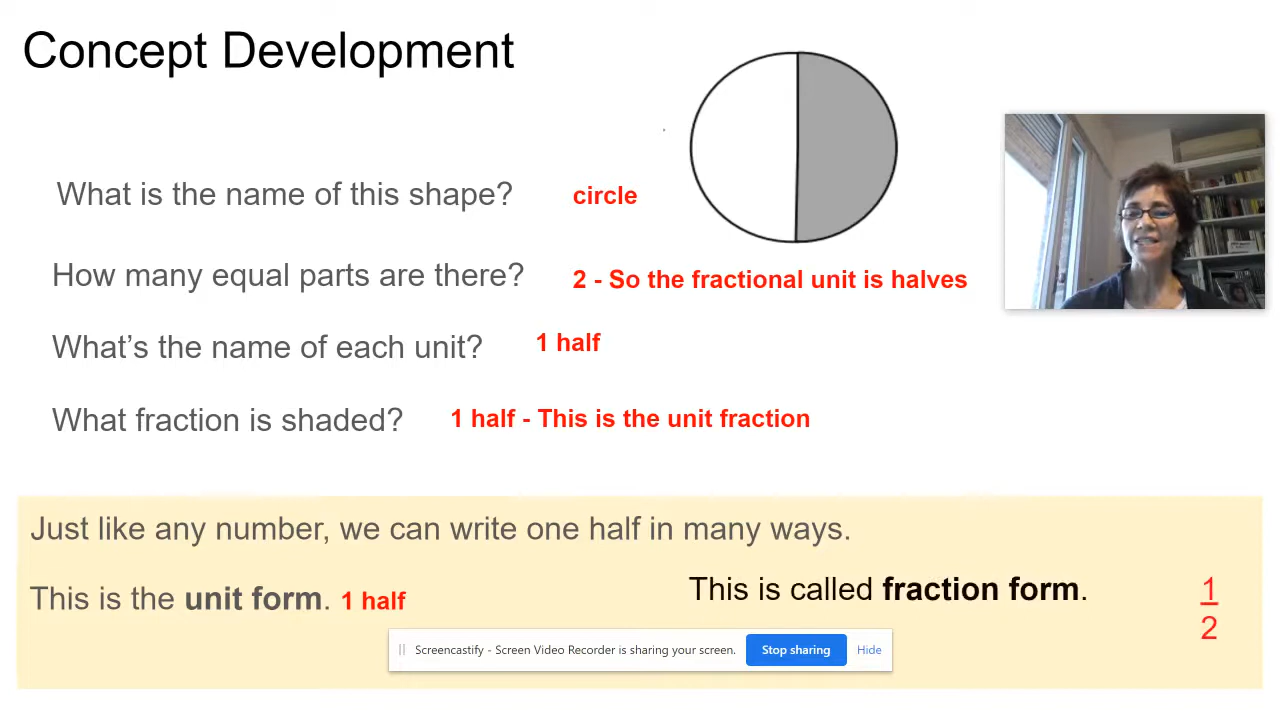 Concept Development
What is the name of this shape? circle
How many equal parts are there? 2 - So the fractional unit is halves
What’s the name of each unit? 1 half
What fraction is shaded? 1 half - This is the unit fraction
Just like any number, we can write one half in many ways.
This is the unit form. 1 half
This is called fraction form.
1
2
Screencastify - Screen Video Recorder is sharing your screen. Stop sharing Hide